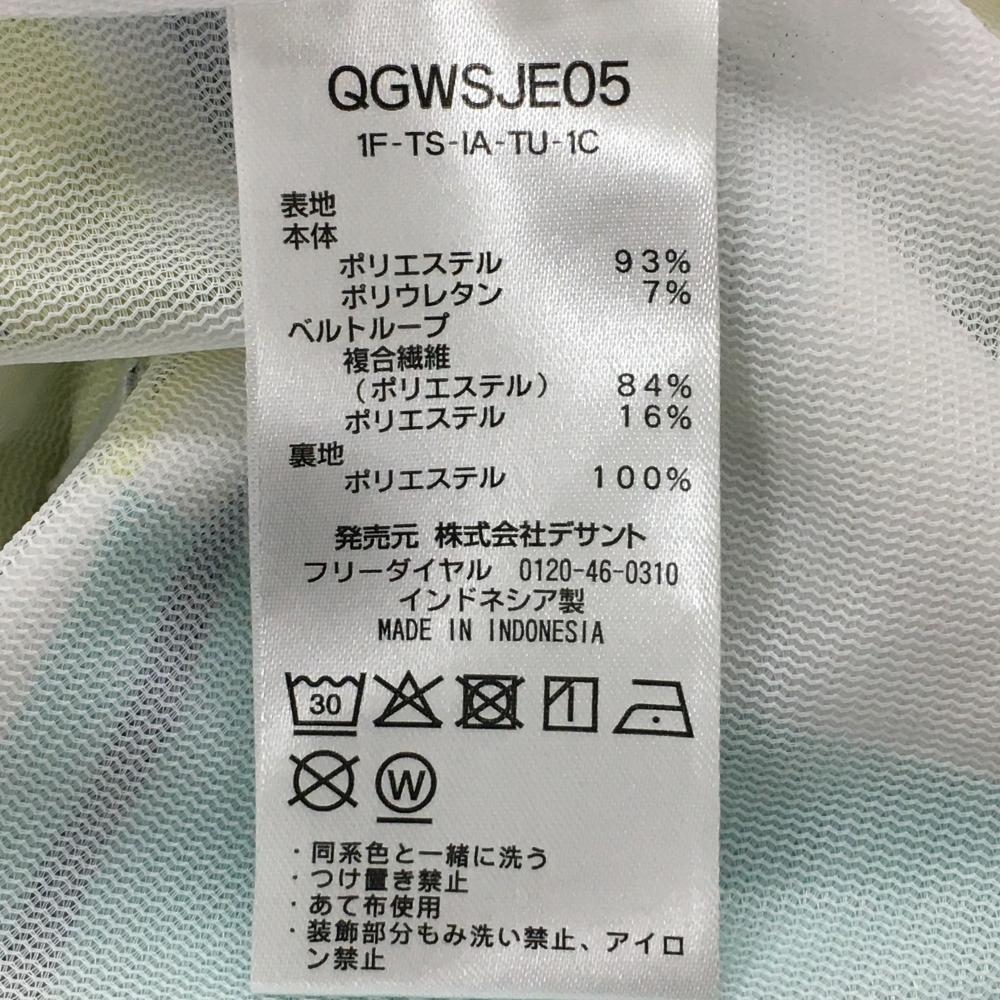 QGWSJE05
1F-TS-IA-TU-1C
表地
本体
ポリエステル 93%
ポリウレタン 7%
ベルトループ
複合繊維
(ポリエステル) 84%
ポリエステル 16%
裏地
ポリエステル 100%
発売元 株式会社デサント
フリーダイヤル 0120-46-0310
インドネシア製
MADE IN INDONESIA
30
W
・同系色と一緒に洗う
・つけ置き禁止
・あて布使用
・装飾部分もみ洗い禁止、アイロ
ン禁止